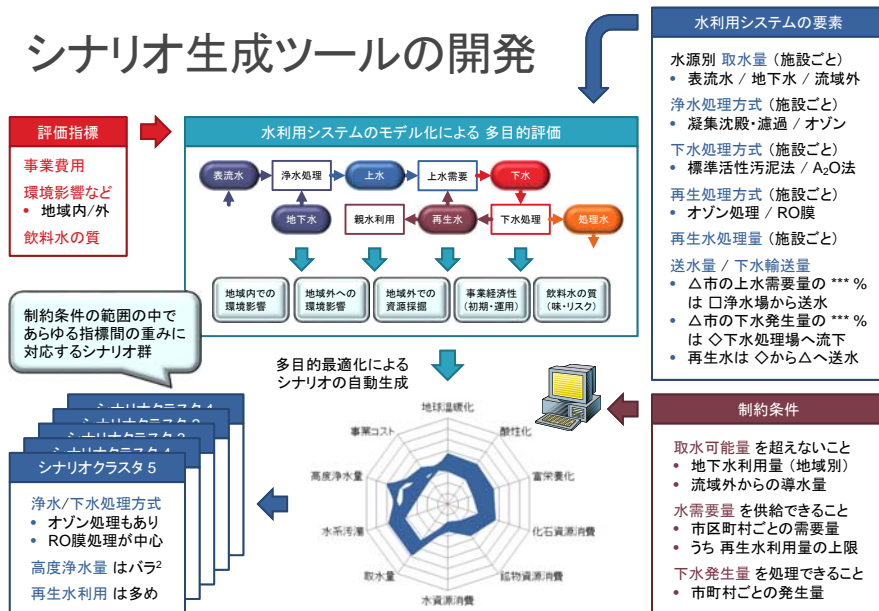 シナリオ生成ツールの開発
評価指標
事業費用
環境影響など
• 地域内/外
飲料水の質
水利用システムのモデル化による 多目的評価
表流水
浄水処理
上水
上水需要
下水
地下水
親水利用
再生水
下水処理
処理水
地域内での
環境影響
地域外への
環境影響
地域外での
資源採掘
事業経済性
(初期・運用)
飲料水の質
(味・リスク)
水利用システムの要素
水源別 取水量 (施設ごと)
• 表流水 / 地下水 / 流域外
浄水処理方式 (施設ごと)
• 凝集沈殿・濾過 / オゾン
下水処理方式 (施設ごと)
• 標準活性汚泥法 / A2O法
再生処理方式 (施設ごと)
• オゾン処理 / RO膜
再生水処理量 (施設ごと)
送水量 / 下水輸送量
• △市の上水需要量の *** %
は 口浄水場から送水
• △市の下水発生量の *** %
は ◇下水処理場へ流下
• 再生水は ◇から△へ送水
制約条件の範囲の中で
あらゆる指標間の重みに
対応するシナリオ群
多目的最適化による
シナリオの自動生成
地球温暖化
酸性化
富栄養化
化石資源消費
鉱物資源消費
水資源消費
取水量
水系汚濁
高度浄水量
事業コスト
シナリオクラスタ 5
浄水/下水処理方式
• オゾン処理もあり
• RO膜処理が中心
高度浄水量 はバラ2
再生水利用 は多め
制約条件
取水可能量 を超えないこと
• 地下水利用量 (地域別)
• 流域外からの導水量
水需要量 を供給できること
• 市区町村ごとの需要量
• うち 再生水利用量の上限
下水発生量 を処理できること
• 市町村ごとの発生量